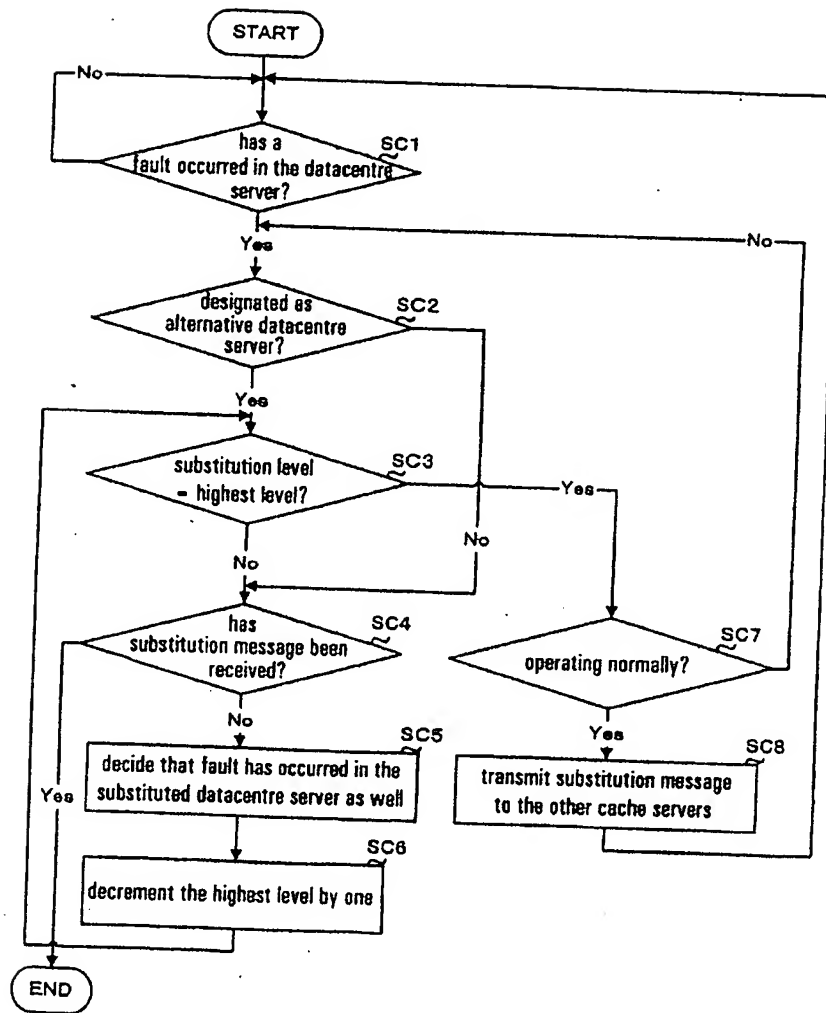 START
No
SC1
has a
fault occurred in the datacentre
server?
Yes
No
SC2
designated as
alternative datacentre
server?
Yes
SC3
substitution level
= highest level?
Yes
No
No
SC4
has
substitution message been
received?
SC7
operating normally?
No
Yes
SC5
decide that fault has occurred in the
substituted datacentre server as well
SC8
transmit substitution message
to the other cache servers
Yes
SC6
decrement the highest level by one
END